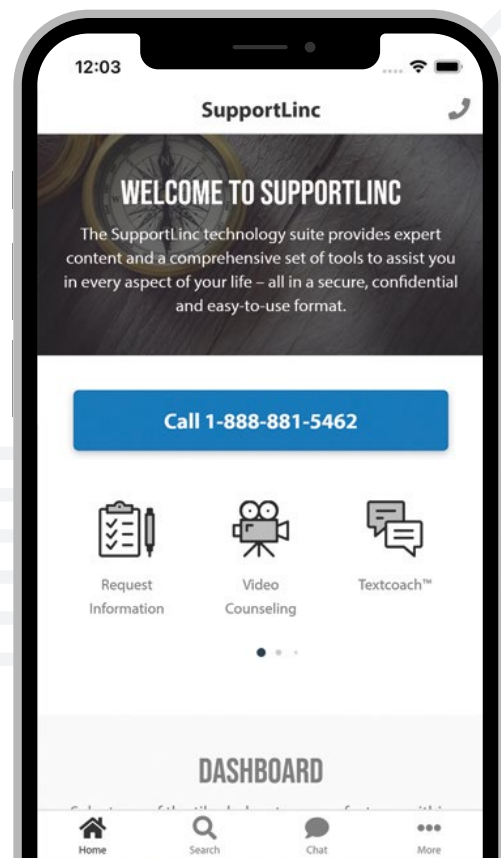 12:03
SupportLinc
WELCOME TO SUPPORTLINC
The SupportLinc technology suite provides expert
content and a comprehensive set of tools to assist you
in every aspect of your life – all in a secure, confidential
and easy-to-use format.
Call 1-888-881-5462
Request
Information
Video
Counseling
Textcoach™
DASHBOARD
Home
Search
Chat
More